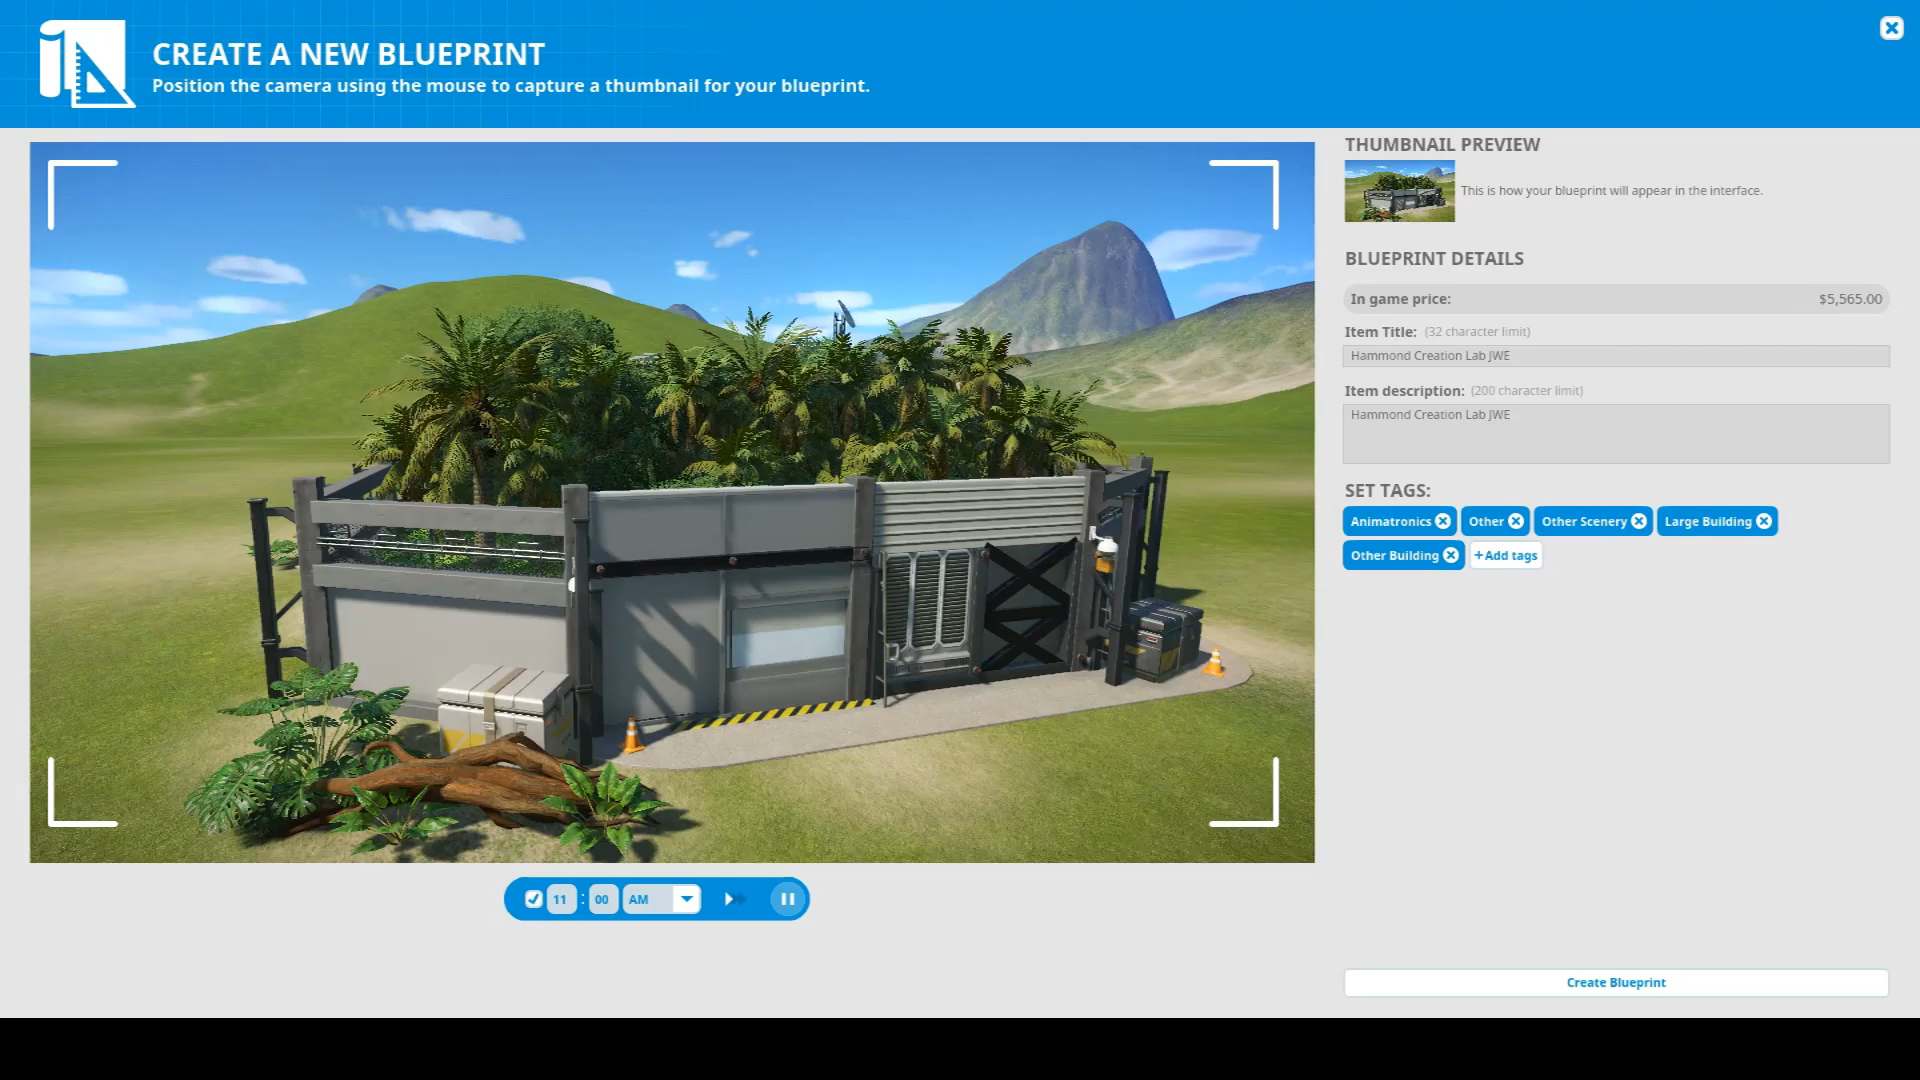 CREATE A NEW BLUEPRINT
Position the camera using the mouse to capture a thumbnail for your blueprint.
THUMBNAIL PREVIEW
This is how your blueprint will appear in the interface.
BLUEPRINT DETAILS
In game price: $5,565.00
Item Title: (32 character limit)
Hammond Creation Lab JWE
Item description: (200 character limit)
Hammond Creation Lab JWE
SET TAGS:
Animatronics Other Other Scenery Large Building
Other Building +Add tags
11 : 00 AM
Create Blueprint